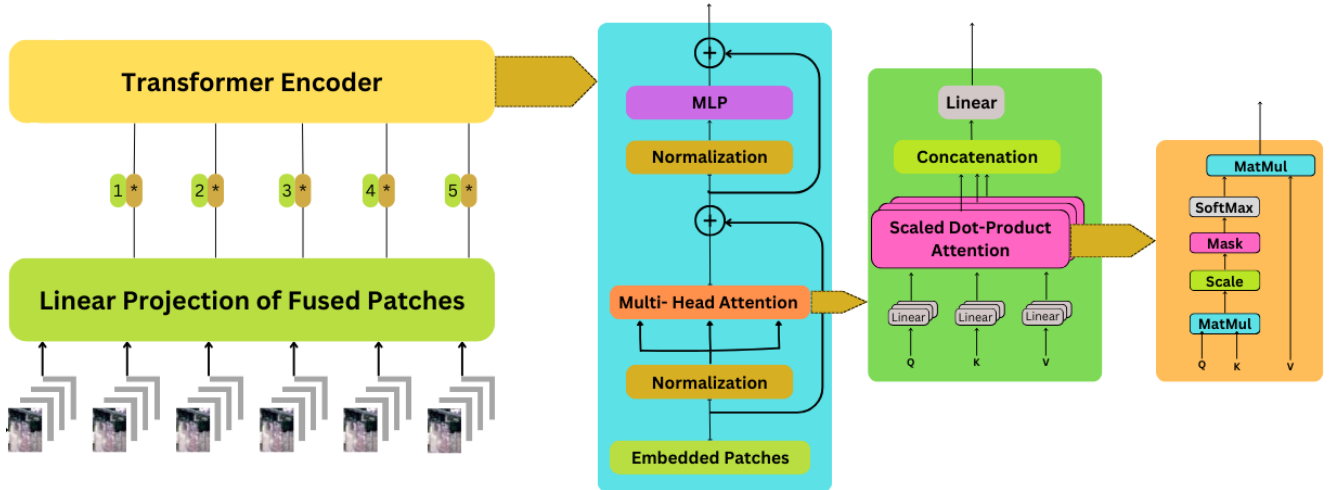 Transformer Encoder
1 *
2 *
3 *
4 *
5 *
Linear Projection of Fused Patches
+
MLP
Normalization
+
Multi- Head Attention
Normalization
Embedded Patches
Linear
Concatenation
Scaled Dot-Product
Attention
Linear
Linear
Linear
Q
K
V
MatMul
SoftMax
Mask
Scale
MatMul
Q
K
V